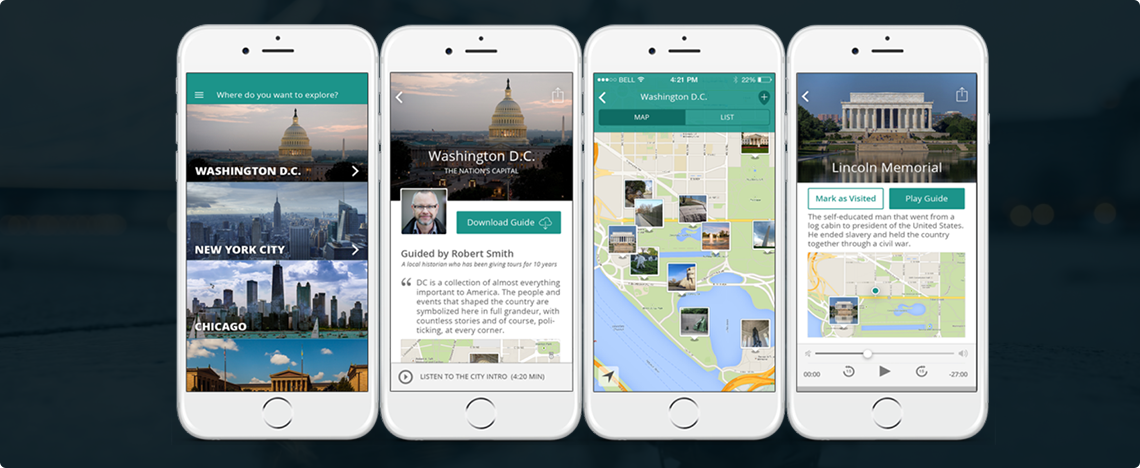 Where do you want to explore?
WASHINGTON D.C.
NEW YORK CITY
CHICAGO
Washington D.C.
THE NATION'S CAPITAL
Download Guide
Guided by Robert Smith
A local historian who has been giving tours for 10 years
“ DC is a collection of almost everything
important to America. The people and
events that shaped the country are
symbolized here in full grandeur, with
countless stories and of course, poli-
ticking, at every corner.
LISTEN TO THE CITY INTRO (4:20 MIN)
BELL 4:21 PM 22%
Washington D.C.
MAP LIST
Lincoln Memorial
Mark as Visited Play Guide
The self-educated man that went from a
log cabin to president of the United States.
He ended slavery and held the country
together through a civil war.
00:00 15 15 -27:00